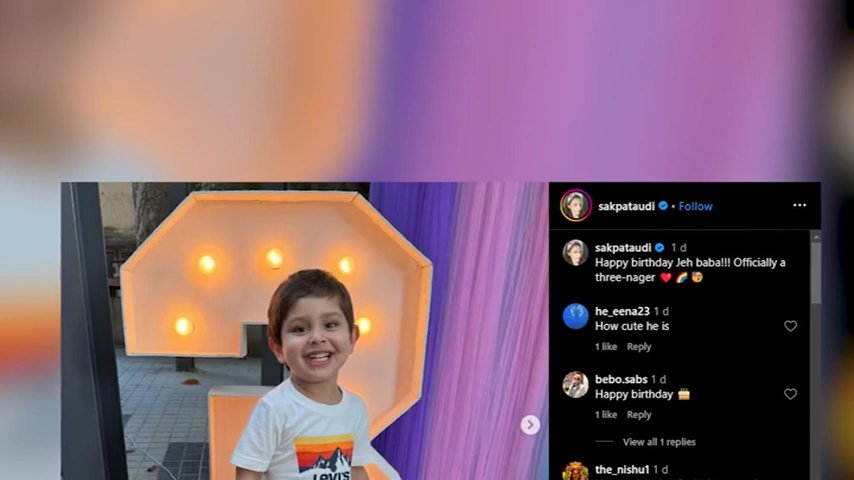 sakpataudi • Follow
sakpataudi 1 d
Happy birthday Jeh baba!!! Officially a
three-nager ❤️🌈🥳
he_eena23 1 d
How cute he is
1 like Reply
bebo.sabs 1 d
Happy birthday 🎂
1 like Reply
View all 1 replies
the_nishu1 1 d
LEVI'S